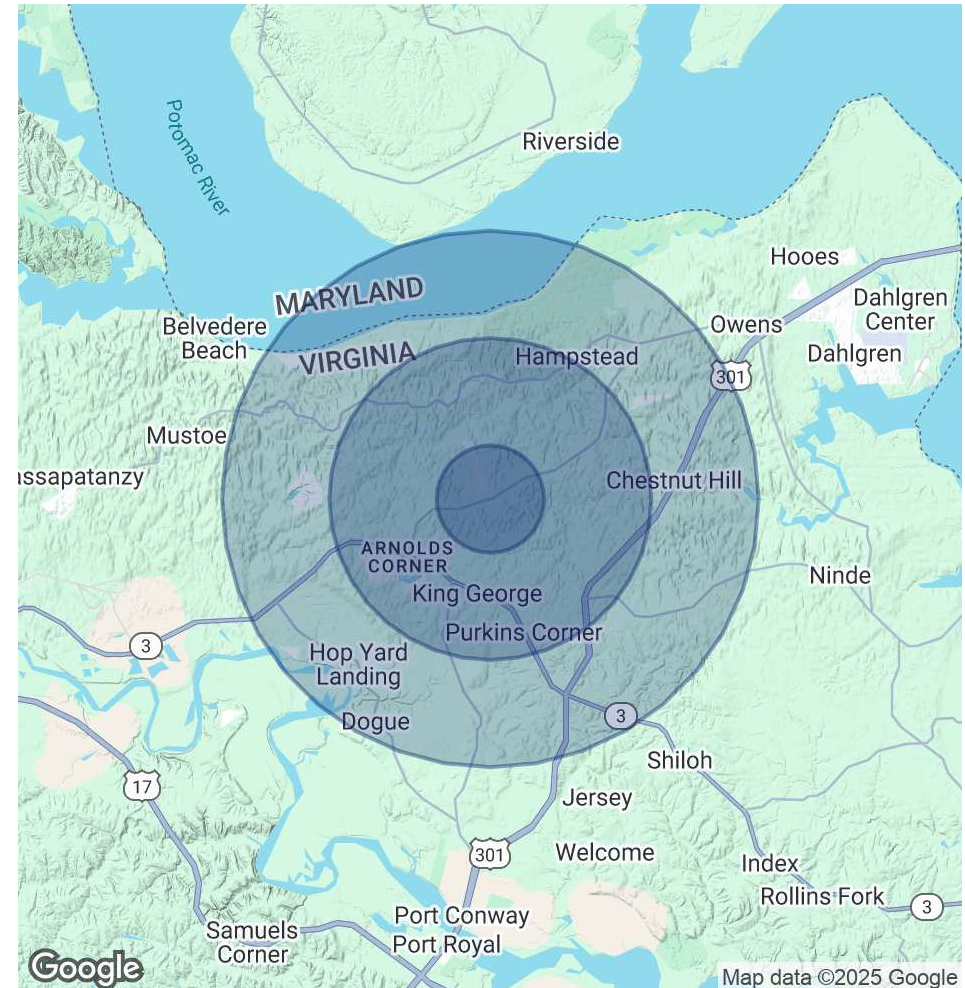 Riverside
Potomac River
Hooes
MARYLAND
Dahlgren
Center
Belvedere
Beach
Owens
VIRGINIA
Hampstead
Dahlgren
301
Mustoe
assapatanzy
Chestnut Hill
ARNOLDS
CORNER
Ninde
King George
Purkins Corner
3
Hop Yard
Landing
Dogue
3
Shiloh
17
Jersey
301
Welcome
Index
Rollins Fork
3
Port Conway
Samuels
Corner
Port Royal
Google
Map data ©2025 Google